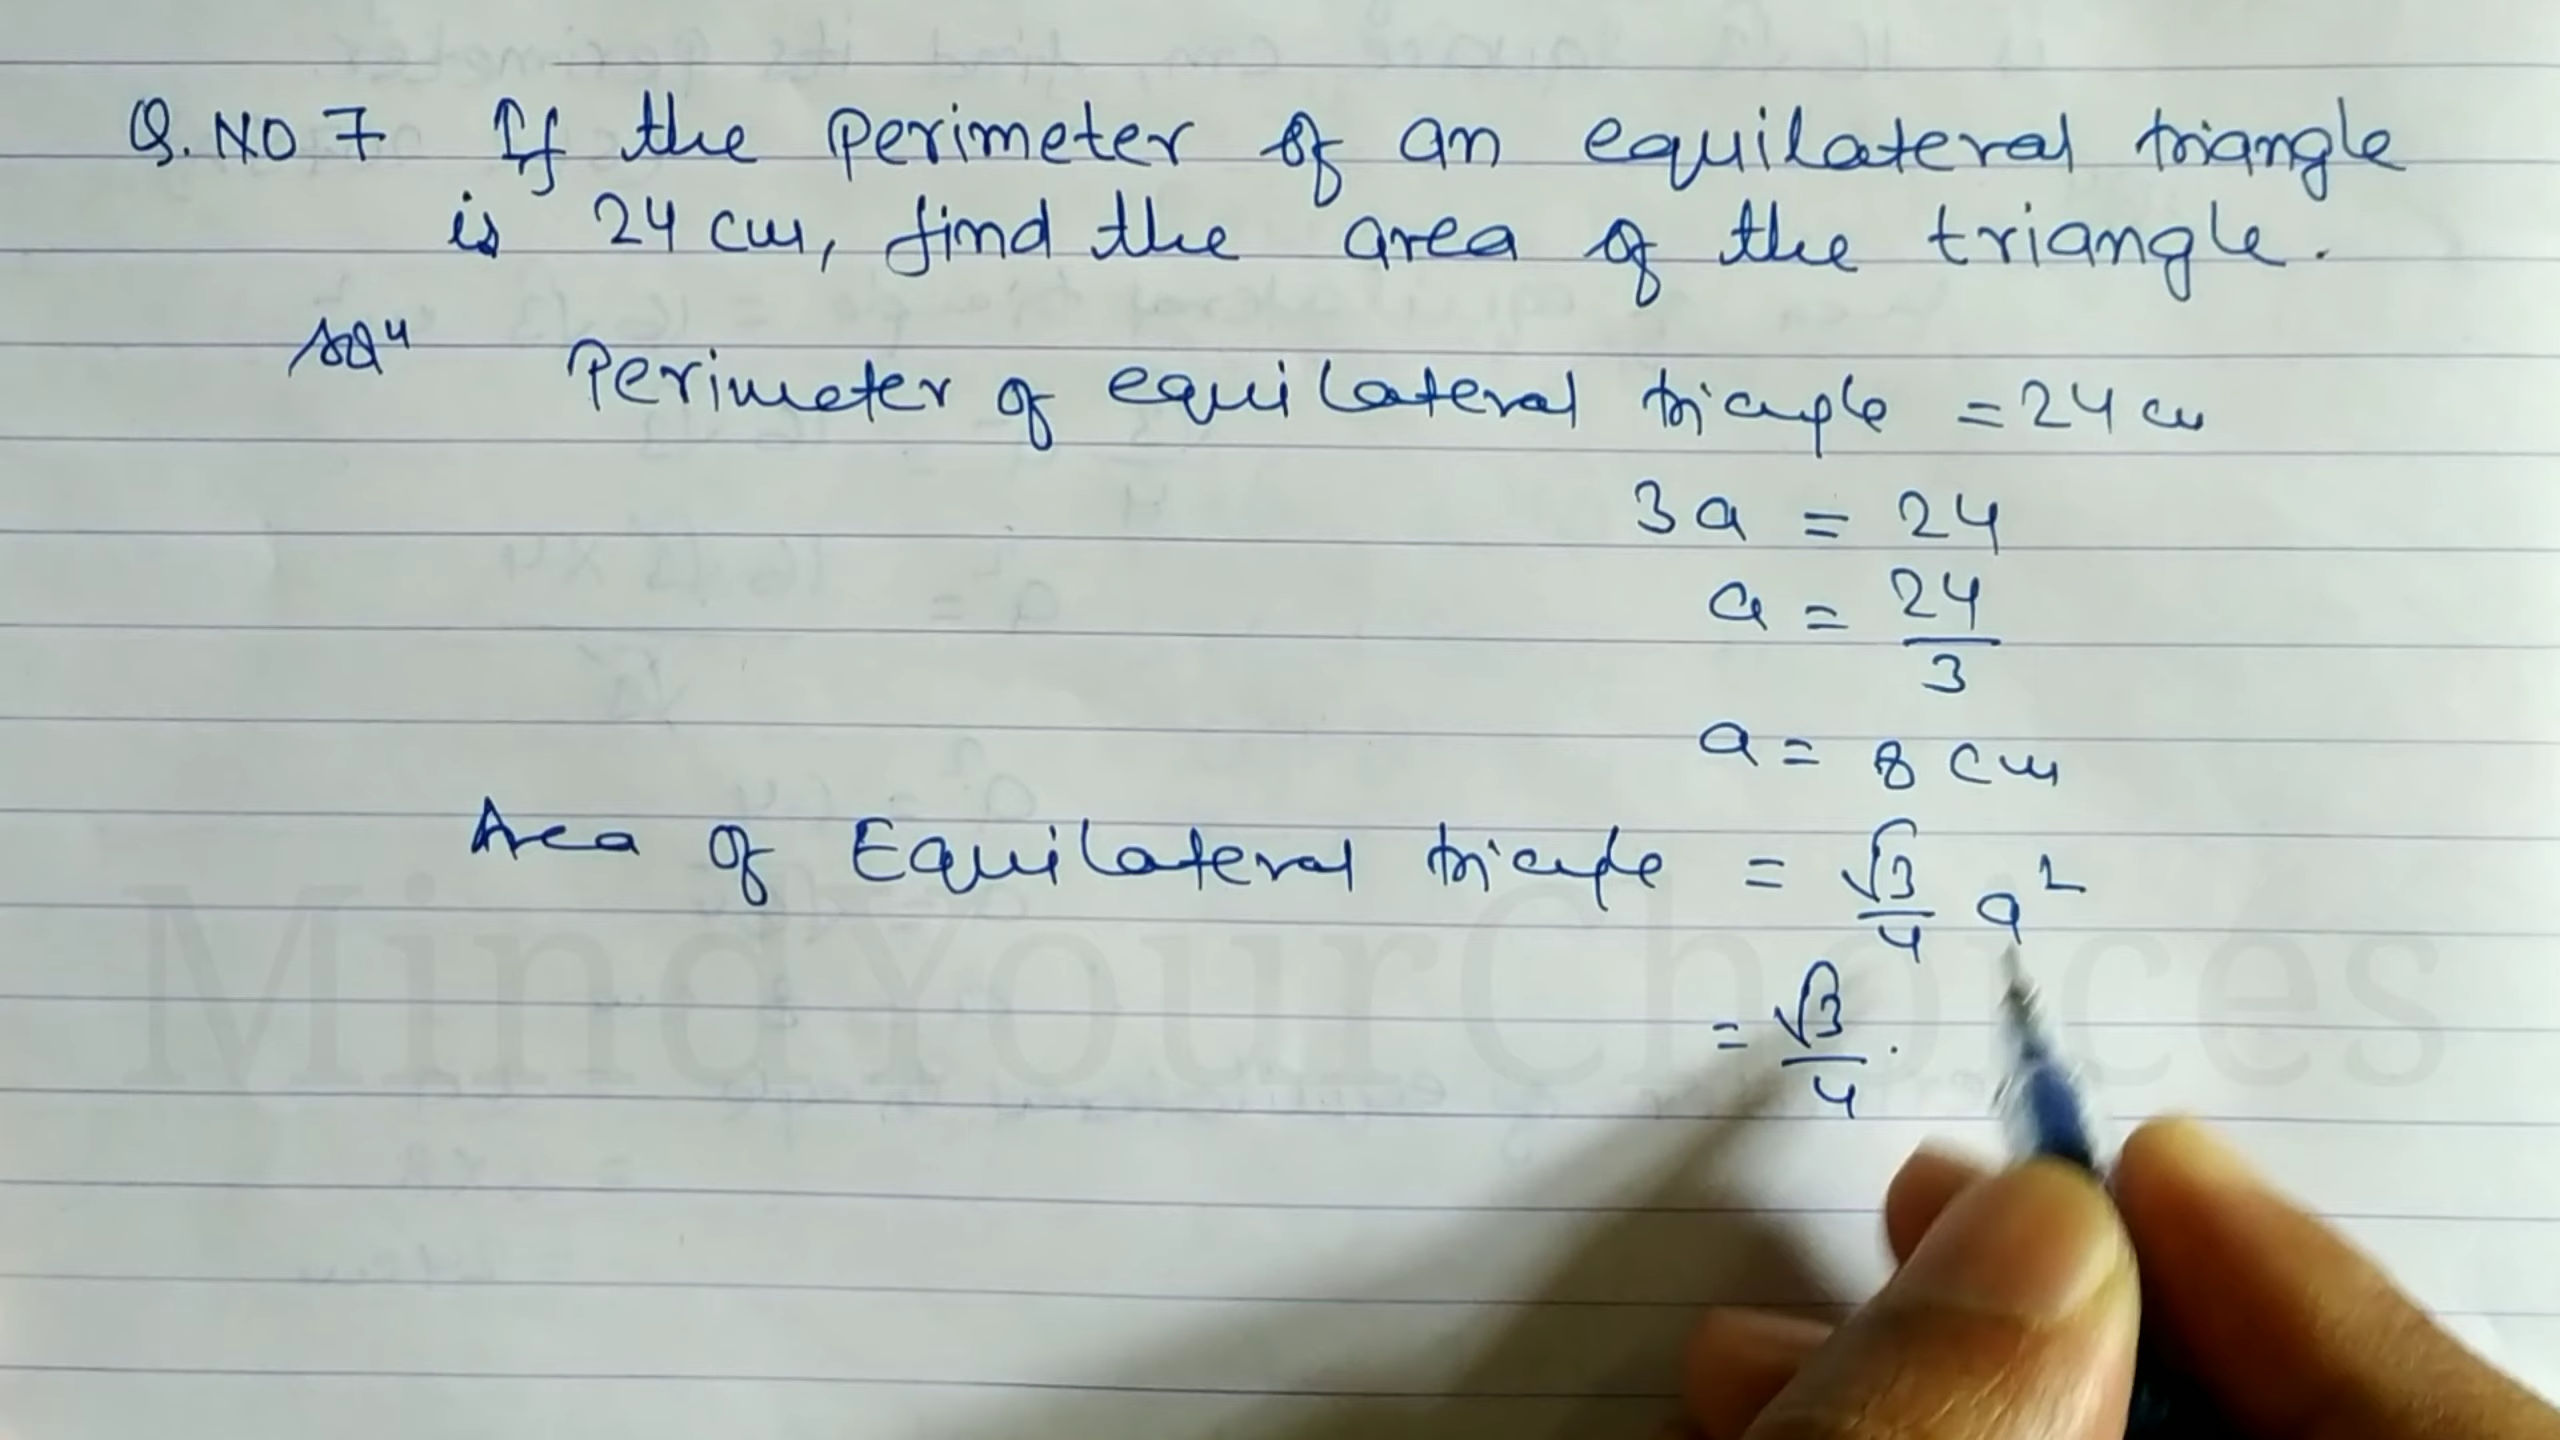 Q. NO 7 If the perimeter of an equilateral triangle
is 24 cm, find the area of the triangle.
Solⁿ Perimeter of equilateral triangle = 24 cm
3a = 24
a = 24/3
a = 8 cm
Area of Equilateral triangle = √3/4 a²
= √3/4 .
MindYourChoices